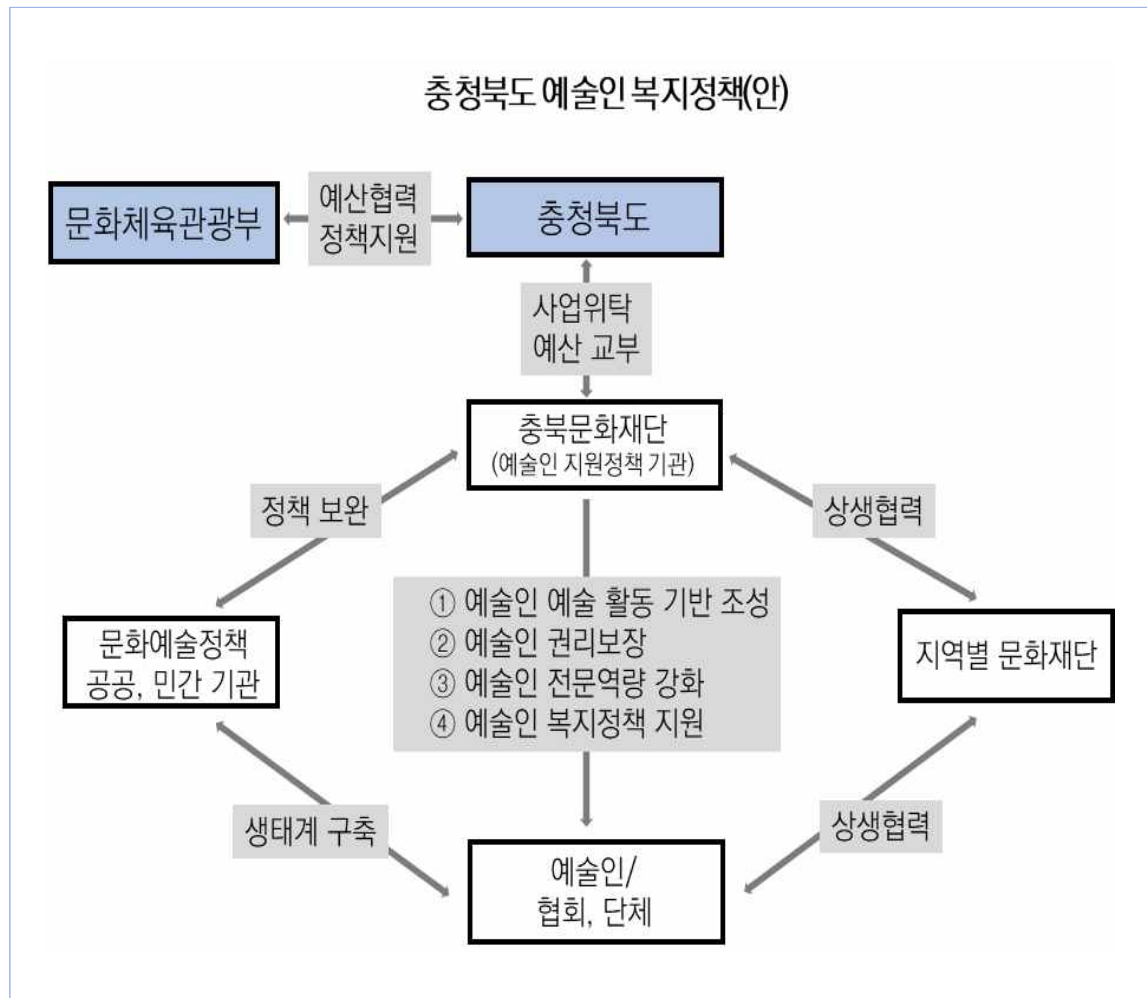 충청북도 예술인 복지정책(안)
문화체육관광부
예산협력
정책지원
충청북도
사업위탁
예산 교부
충북문화재단
(예술인 지원정책 기관)
정책 보완
상생협력
① 예술인 예술 활동 기반 조성
② 예술인 권리보장
③ 예술인 전문역량 강화
④ 예술인 복지정책 지원
문화예술정책
공공, 민간 기관
지역별 문화재단
생태계 구축
상생협력
예술인/
협회, 단체